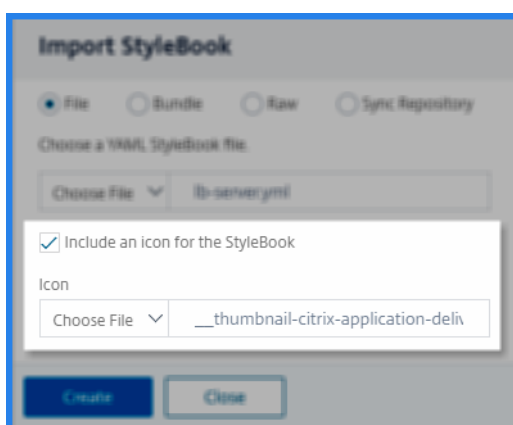 Import StyleBook
File Bundle Raw Sync Repository
Choose a YAML StyleBook file.
Choose File lb-server.yml
Include an icon for the StyleBook
Icon
Choose File __thumbnail-citrix-application-deliv
Create Close